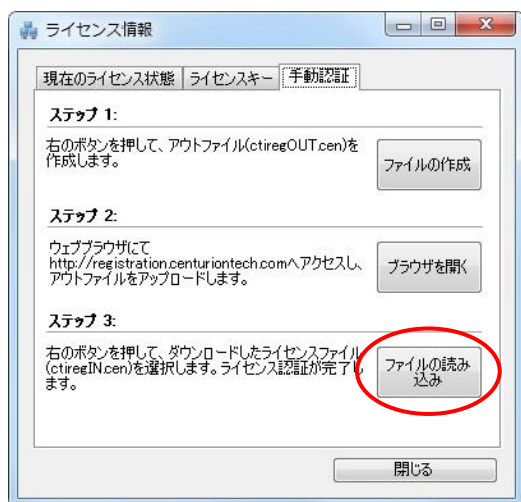 ライセンス情報
現在のライセンス状態 ライセンスキー 手動認証
ステップ 1:
右のボタンを押して、アウトファイル(ctiregOUT.cen)を
作成します。
ファイルの作成
ステップ 2:
ウェブブラウザにて
http://registration.centuriontech.comへアクセスし、
アウトファイルをアップロードします。
ブラウザを開く
ステップ 3:
右のボタンを押して、ダウンロードしたライセンスファイル
(ctiregIN.cen)を選択します。ライセンス認証が完了し
ます。
ファイルの読み
込み
閉じる